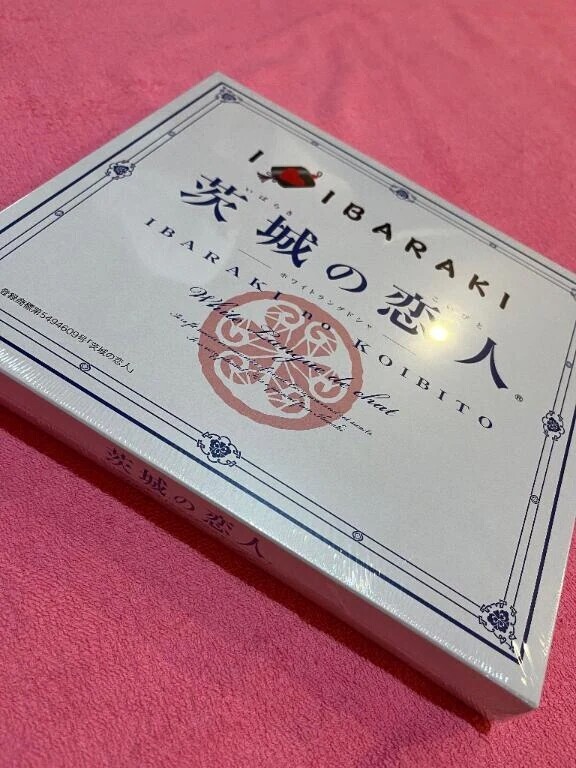 I IBARAKI
いばらき こいびと
茨城の恋人®
IBARAKI no KOIBITO
ホワイトラングドシャ
White Langue de chat
登録商標第5494609号「茨城の恋人」
茨城の恋人